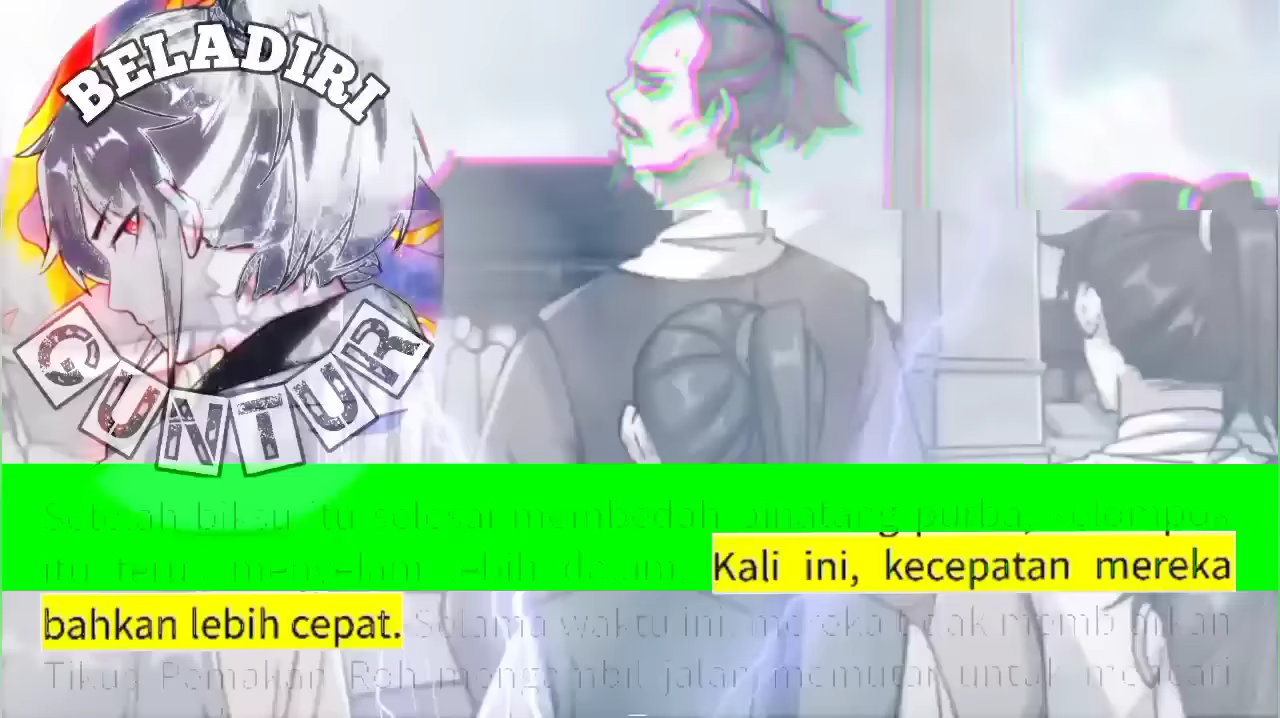 BELADIRI
GUNTUR
Setelah biksu itu selesai membedah binatang purba, kelompok
itu terus menyelam lebih dalam. Kali ini, kecepatan mereka
bahkan lebih cepat. Selama waktu ini, mereka tidak membiarkan
Tikus Pemakan Roh mengambil jalan memutar untuk mencari